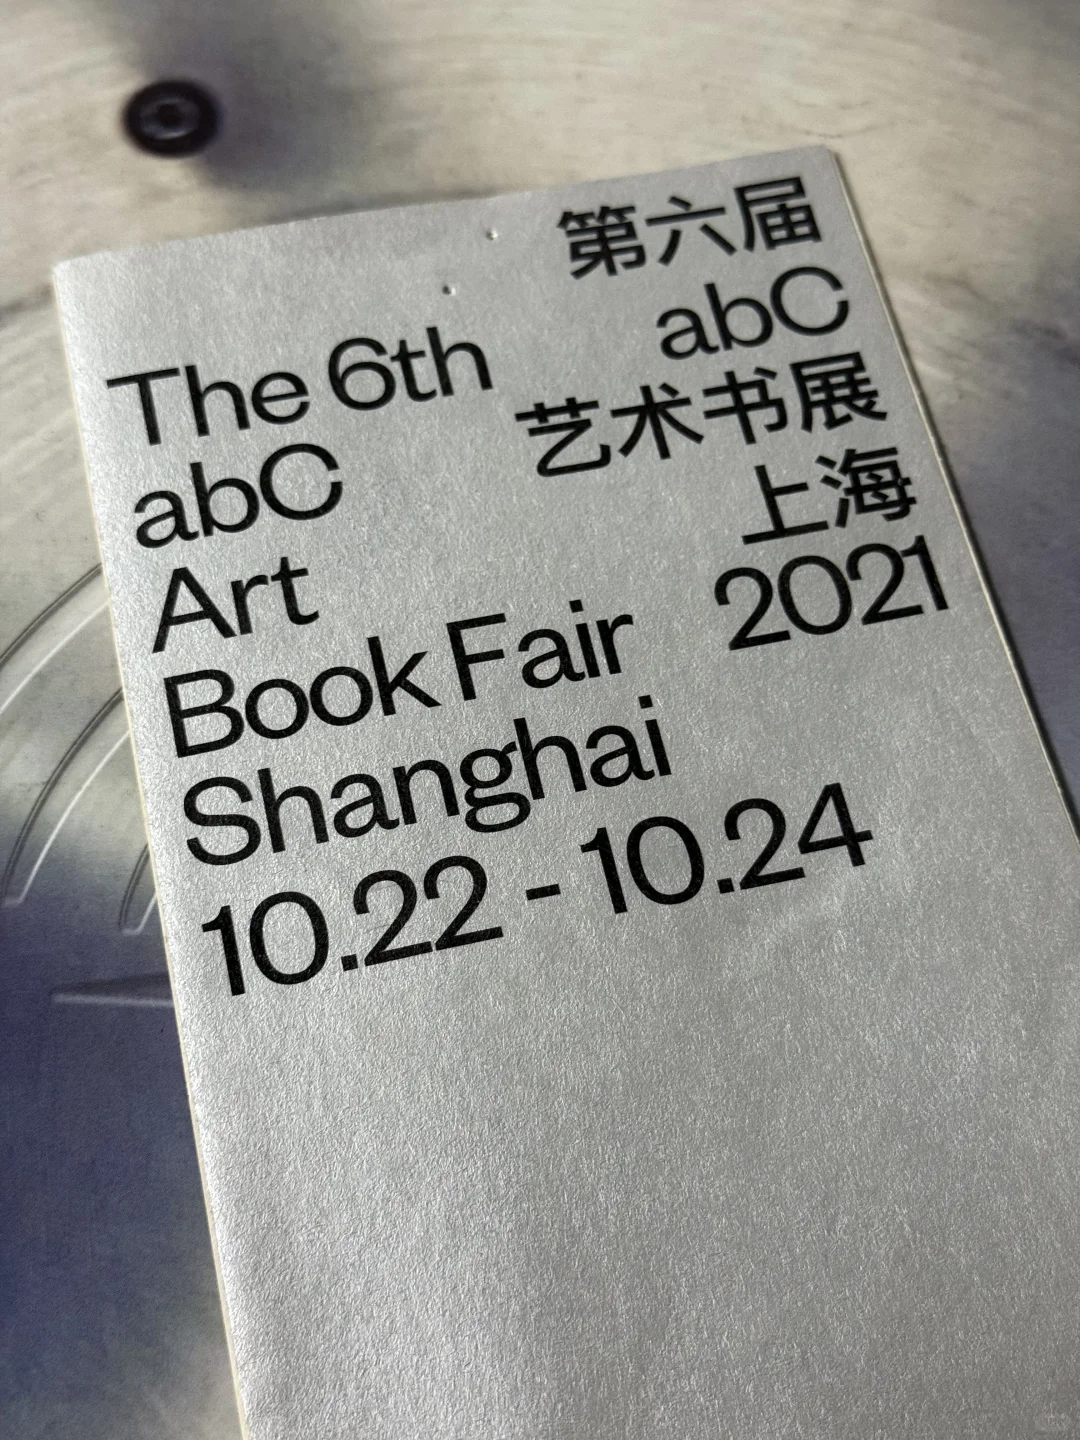 第六届
abC
艺术书展
上海
2021
The 6th
abC
Art
Book Fair
Shanghai
10.22 - 10.24